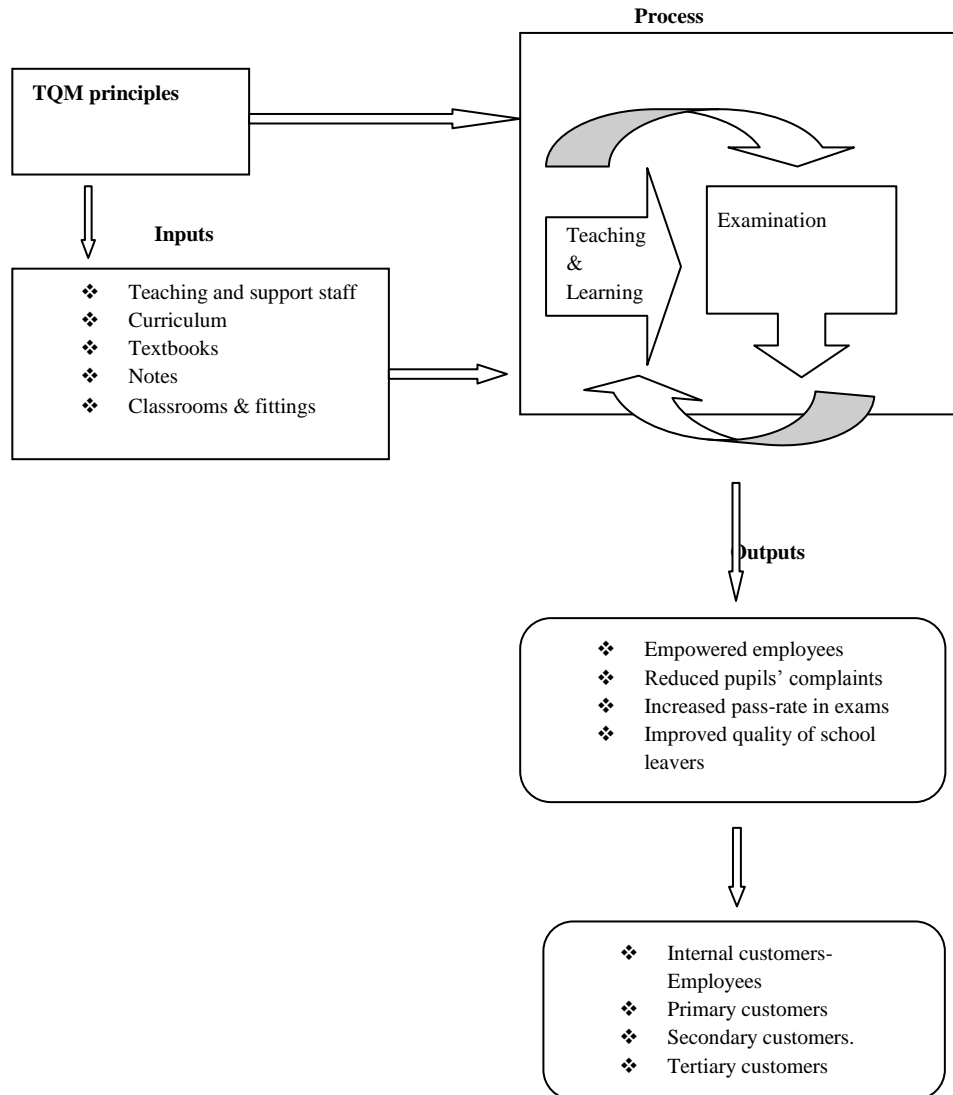 Process
TQM principles
Inputs
❖ Teaching and support staff
❖ Curriculum
❖ Textbooks
❖ Notes
❖ Classrooms & fittings
Teaching
&
Learning
Examination
Outputs
❖ Empowered employees
❖ Reduced pupils’ complaints
❖ Increased pass-rate in exams
❖ Improved quality of school
leavers
❖ Internal customers-
Employees
❖ Primary customers
❖ Secondary customers.
❖ Tertiary customers